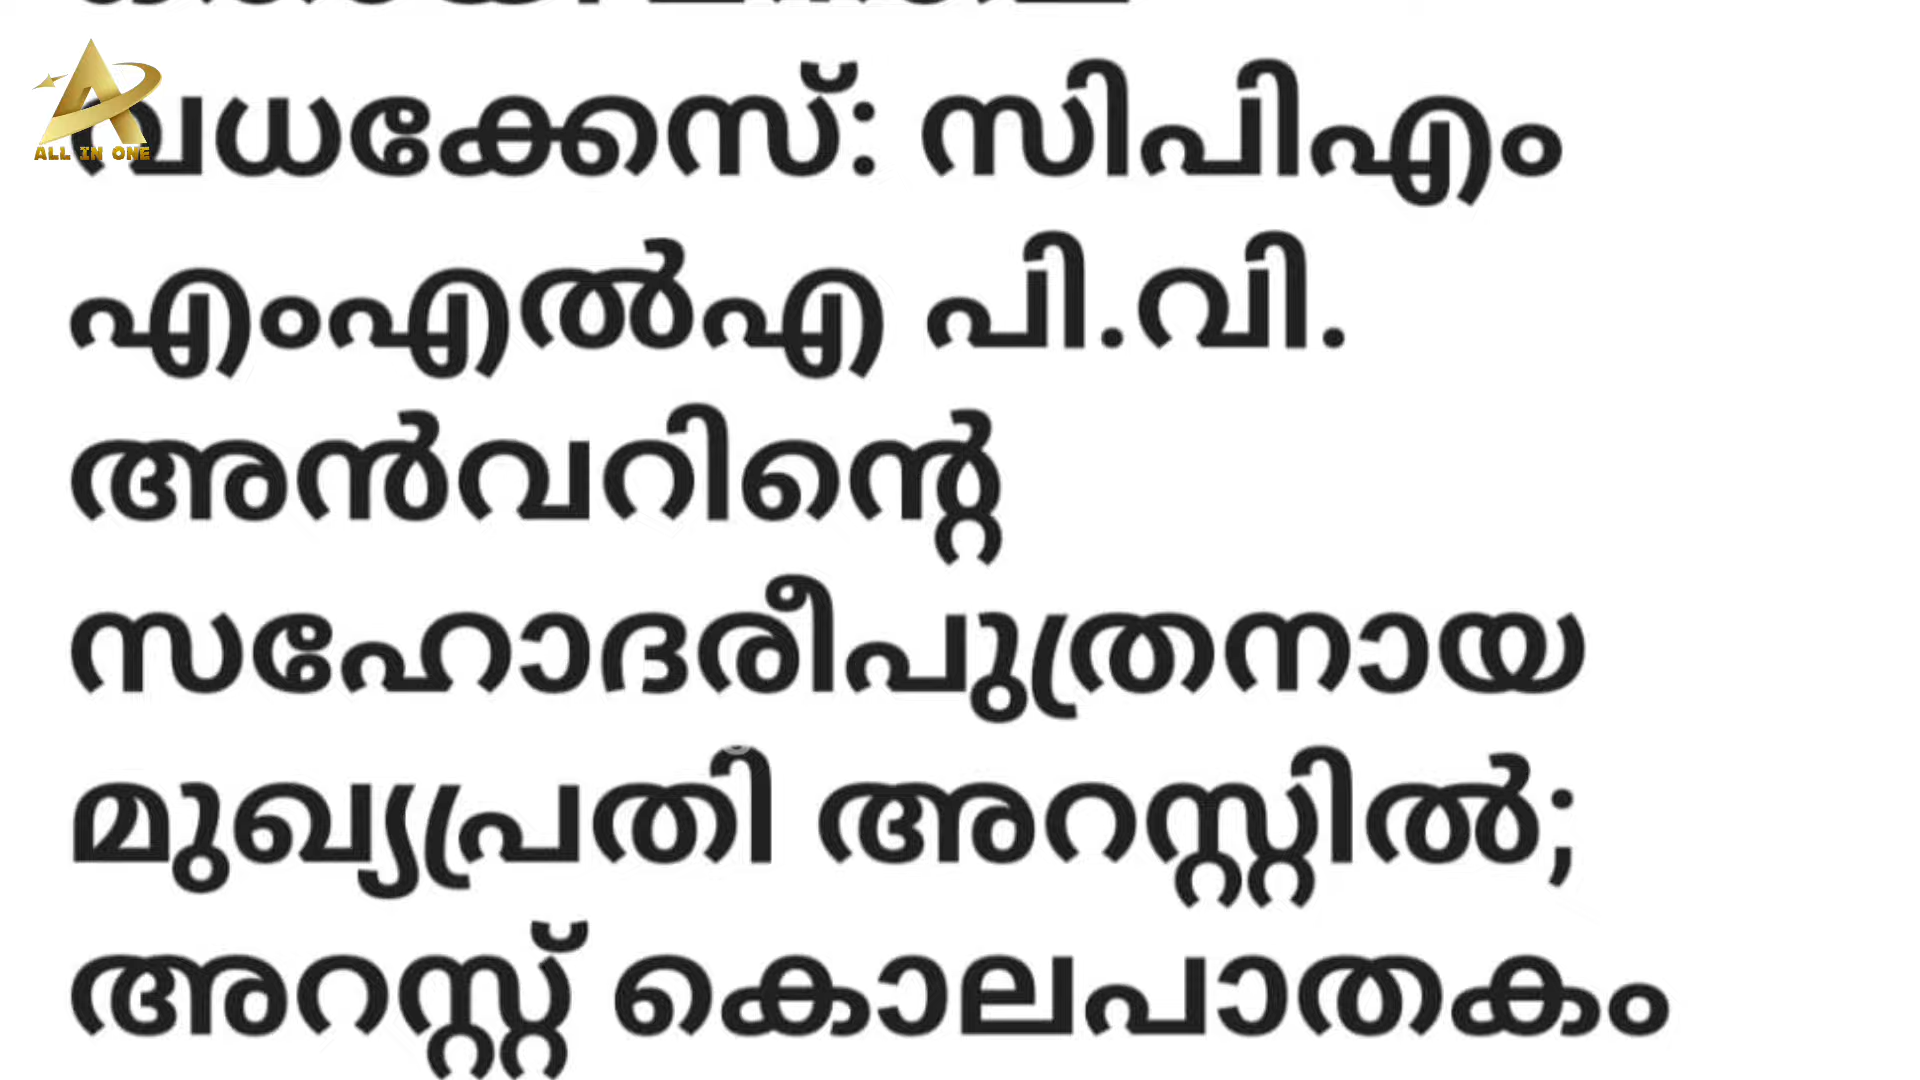 വധക്കേസ്: സിപിഎം
എംഎൽഎ പി.വി.
അൻവറിന്റെ
സഹോദരീപുത്രനായ
മുഖ്യപ്രതി അറസ്റ്റിൽ;
അറസ്റ്റ് കൊലപാതകം
ALL IN ONE